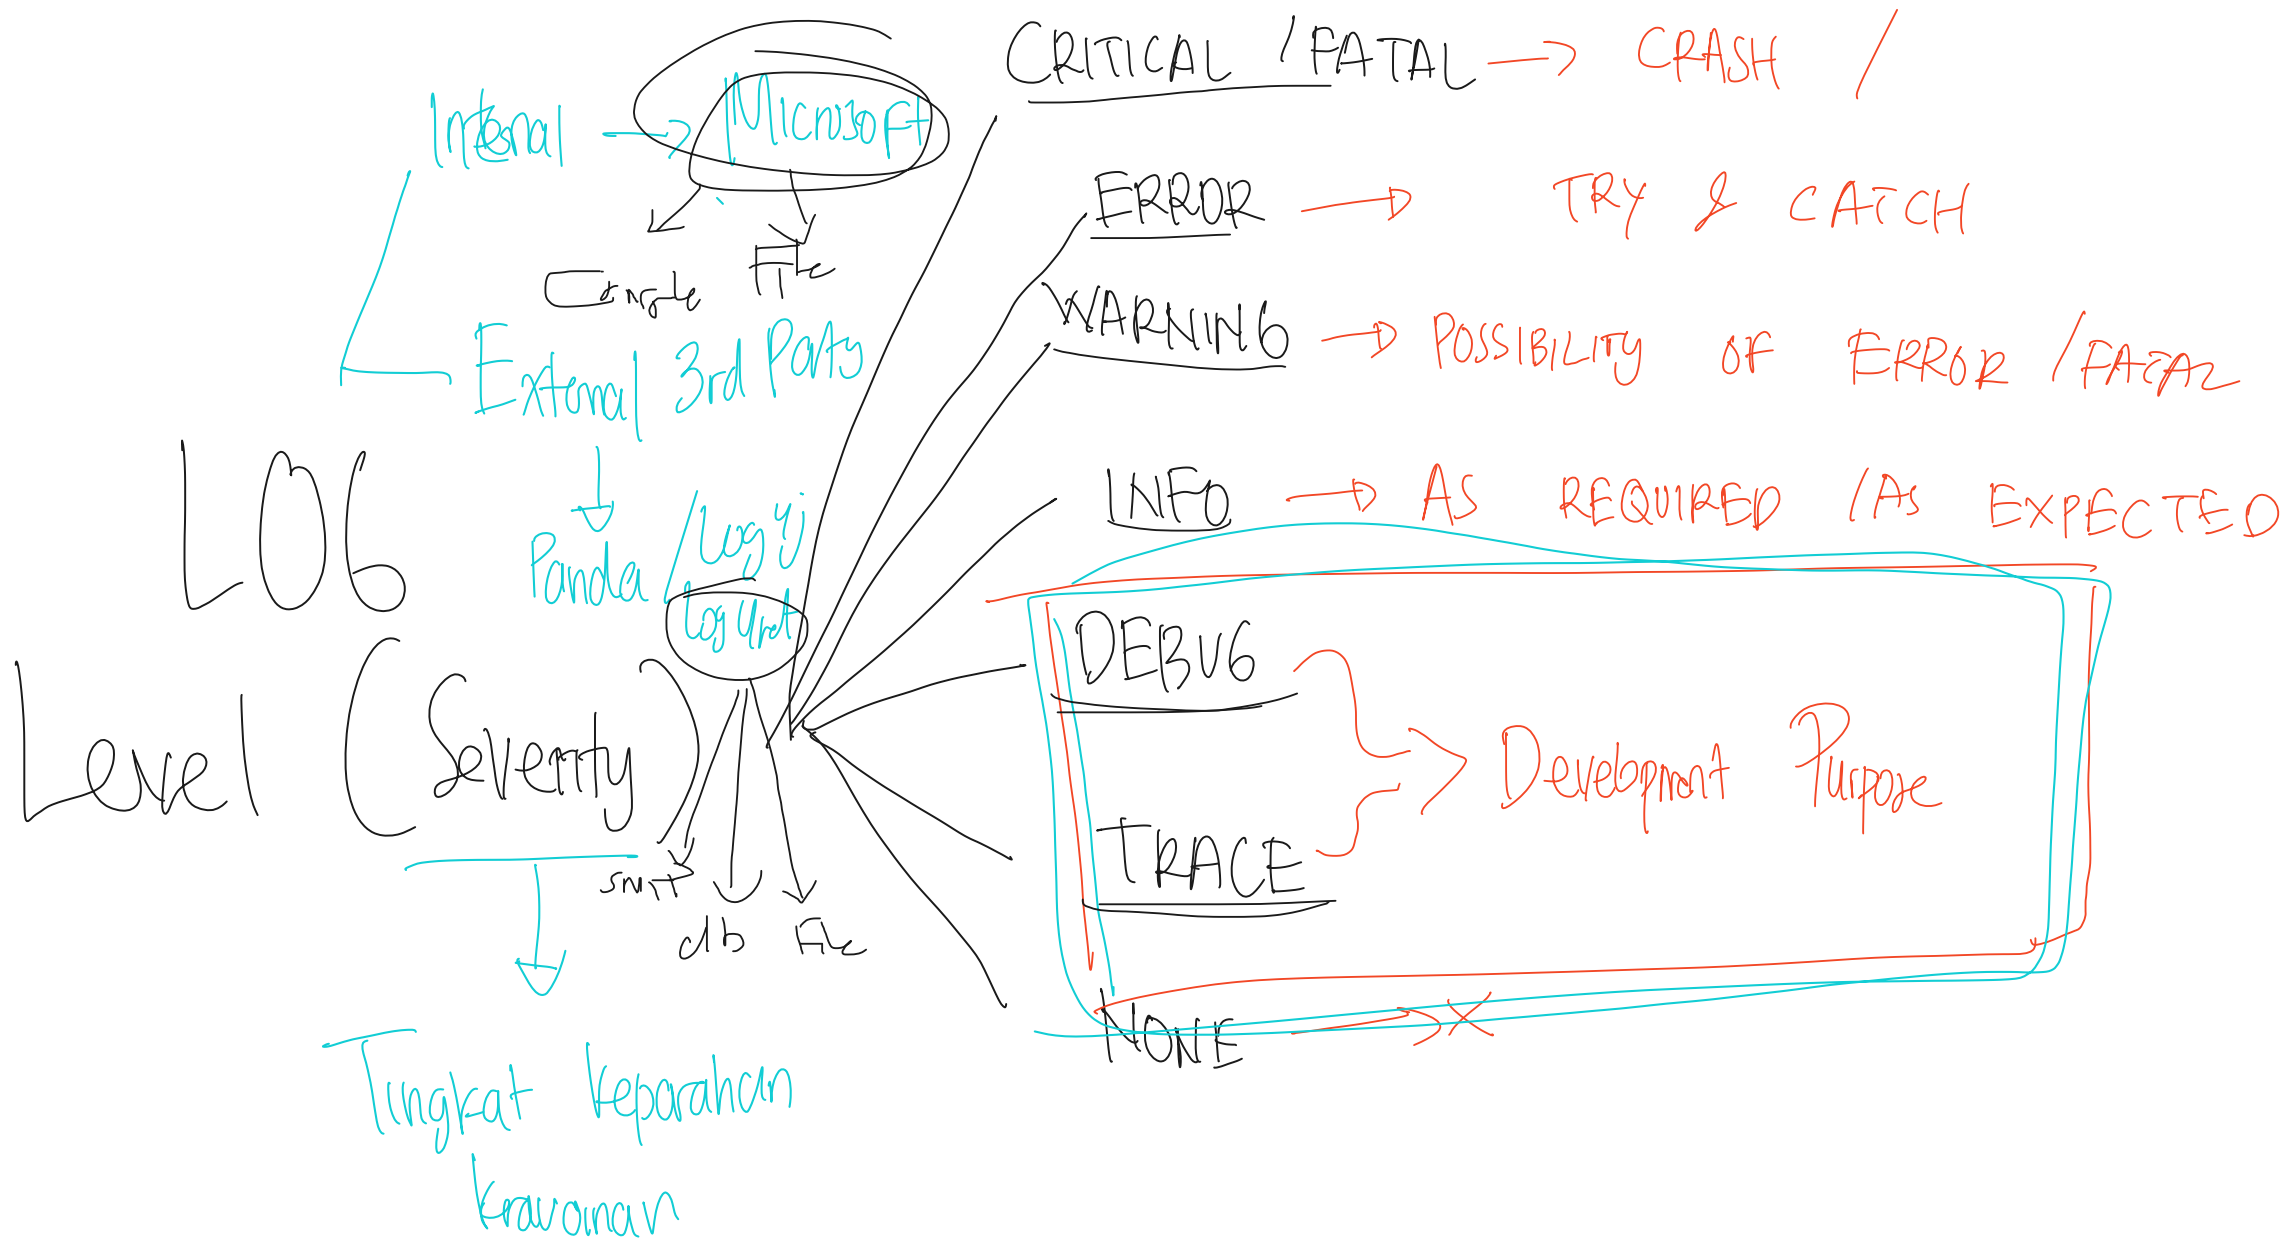 CRITICAL / FATAL → CRASH /
Internal → Microsoft
ERROR → TRY & CATCH
Console File
WARNING → POSSIBILITY OF ERROR / FATAL
External 3rd Party
LOG
INFO → AS REQUIRED / AS EXPECTED
Panda / Log4j
Log4net
Level (Severity)
DEBUG
Development Purpose
TRACE
db File
NONE → X
Tingkat keparahan